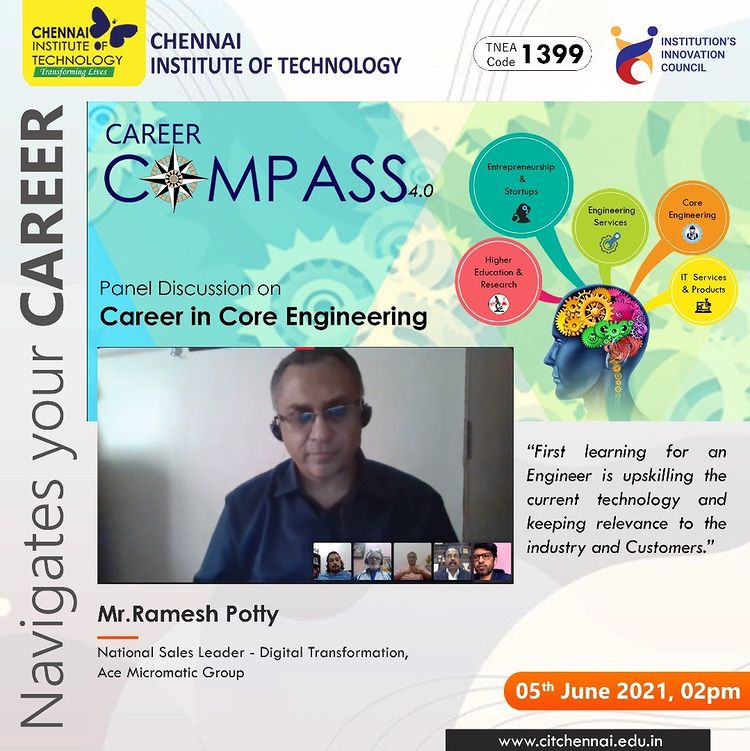 CHENNAI
INSTITUTE OF
TECHNOLOGY
Transforming Lives
CHENNAI
INSTITUTE OF TECHNOLOGY
TNEA
Code 1399
INSTITUTION'S
INNOVATION
COUNCIL
Navigates your CAREER
CAREER
COMPASS 4.0
Entrepreneurship
&
Startups
Engineering
Services
Core
Engineering
Higher
Education &
Research
IT Services
& Products
Panel Discussion on
Career in Core Engineering
“First learning for an
Engineer is upskilling the
current technology and
keeping relevance to the
industry and Customers.”
Mr.Ramesh Potty
National Sales Leader - Digital Transformation,
Ace Micromatic Group
05th June 2021, 02pm
www.citchennai.edu.in